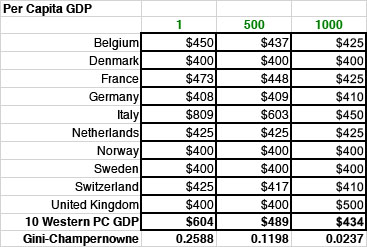 Per Capita GDP
1 500 1000
Belgium $450 $437 $425
Denmark $400 $400 $400
France $473 $448 $425
Germany $408 $409 $410
Italy $809 $603 $450
Netherlands $425 $425 $425
Norway $400 $400 $400
Sweden $400 $400 $400
Switzerland $425 $417 $410
United Kingdom $400 $400 $500
10 Western PC GDP $604 $489 $434
Gini-Champernowne 0.2588 0.1198 0.0237